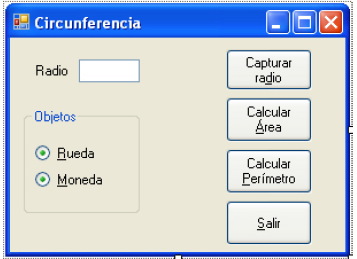 Circunferencia
Radio
Capturar
radio
Objetos
Calcular
Área
Rueda
Moneda
Calcular
Perímetro
Salir